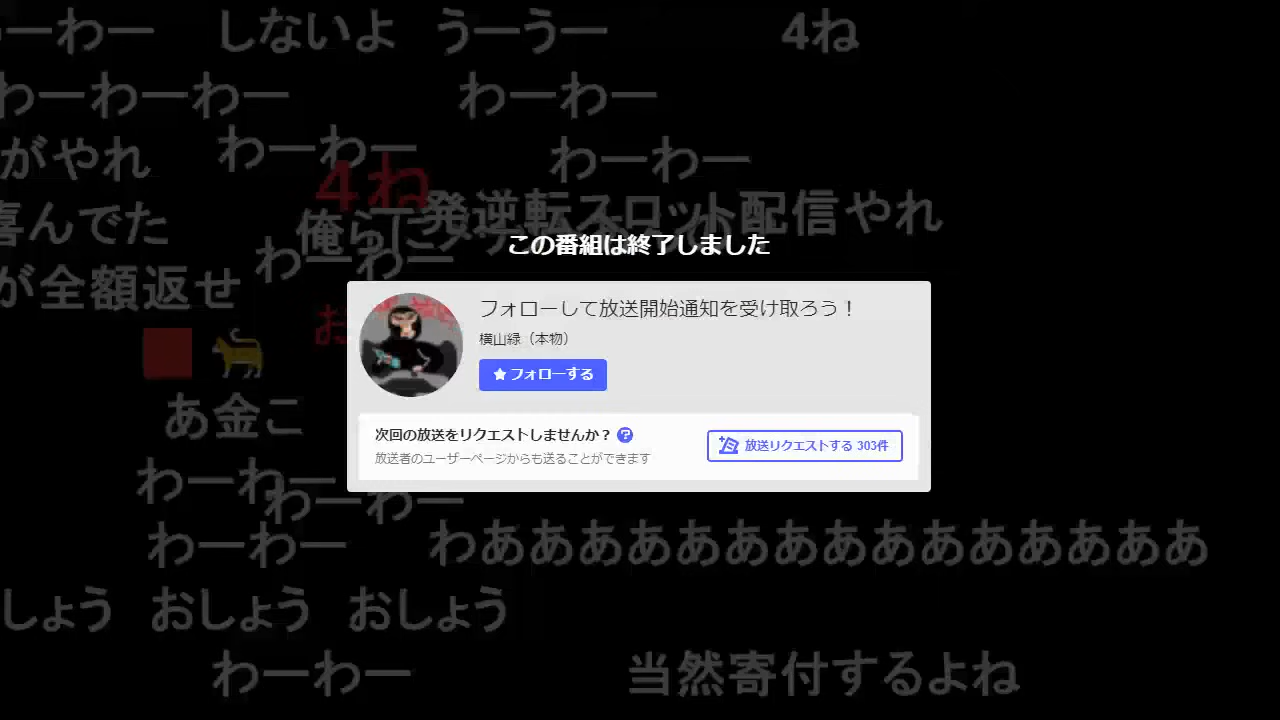 ーわー しないよ うーうー 4ね
わーわーわー わーわー
がやれ わーわー わーわー
4ね
発逆転スロット配信やれ
喜んでた 俺ら
わーわー
この番組は終了しました
が全額返せ
お
フォローして放送開始通知を受け取ろう！
横山緑（本物）
フォローする
あ金こ
次回の放送をリクエストしませんか？
放送者のユーザーページからも送ることができます
放送リクエストする 303件
わーわー
わーわー
わーわー わあああああああああああああああ
しょう おしょう おしょう
わーわー 当然寄付するよね